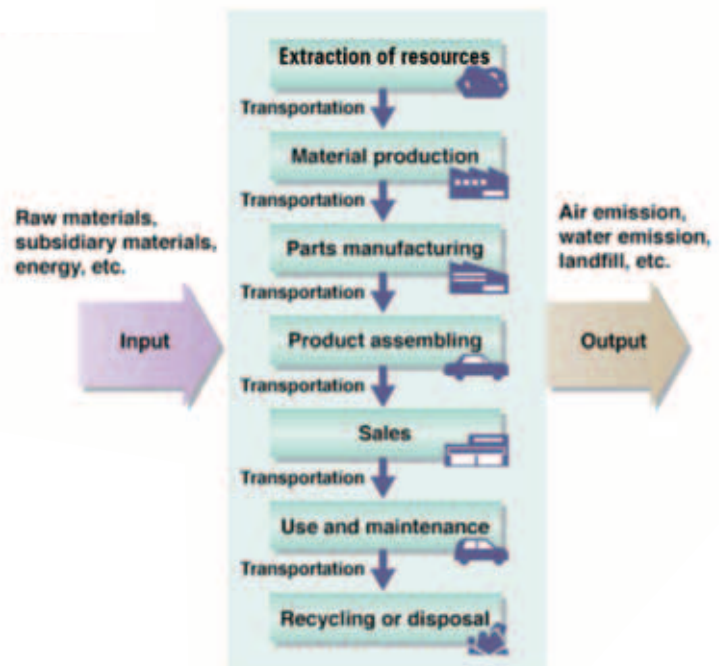 Extraction of resources
Transportation
Material production
Transportation
Raw materials,
subsidiary materials,
energy, etc.
Input
Parts manufacturing
Transportation
Product assembling
Transportation
Sales
Transportation
Use and maintenance
Transportation
Recycling or disposal
Air emission,
water emission,
landfill, etc.
Output